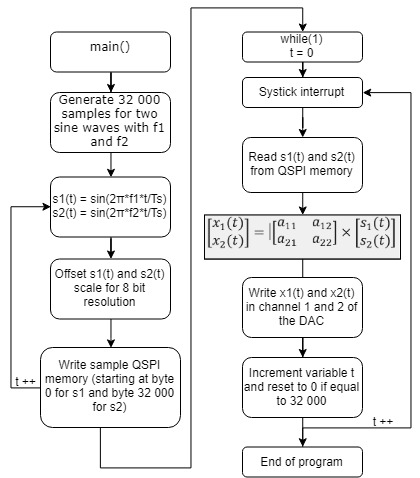 main()
Generate 32 000
samples for two
sine waves with f1
and f2
s1(t) = sin(2π*f1*t/Ts)
s2(t) = sin(2π*f2*t/Ts)
Offset s1(t) and s2(t)
scale for 8 bit
resolution
Write sample QSPI
memory (starting at byte
0 for s1 and byte 32 000
for s2)
t ++
while(1)
t = 0
Systick interrupt
Read s1(t) and s2(t)
from QSPI memory
[x₁(t)] = |[a₁₁ a₁₂] × [s₁(t)]
[x₂(t)] [a₂₁ a₂₂] [s₂(t)]
Write x1(t) and x2(t)
in channel 1 and 2 of
the DAC
Increment variable t
and reset to 0 if equal
to 32 000
t ++
End of program